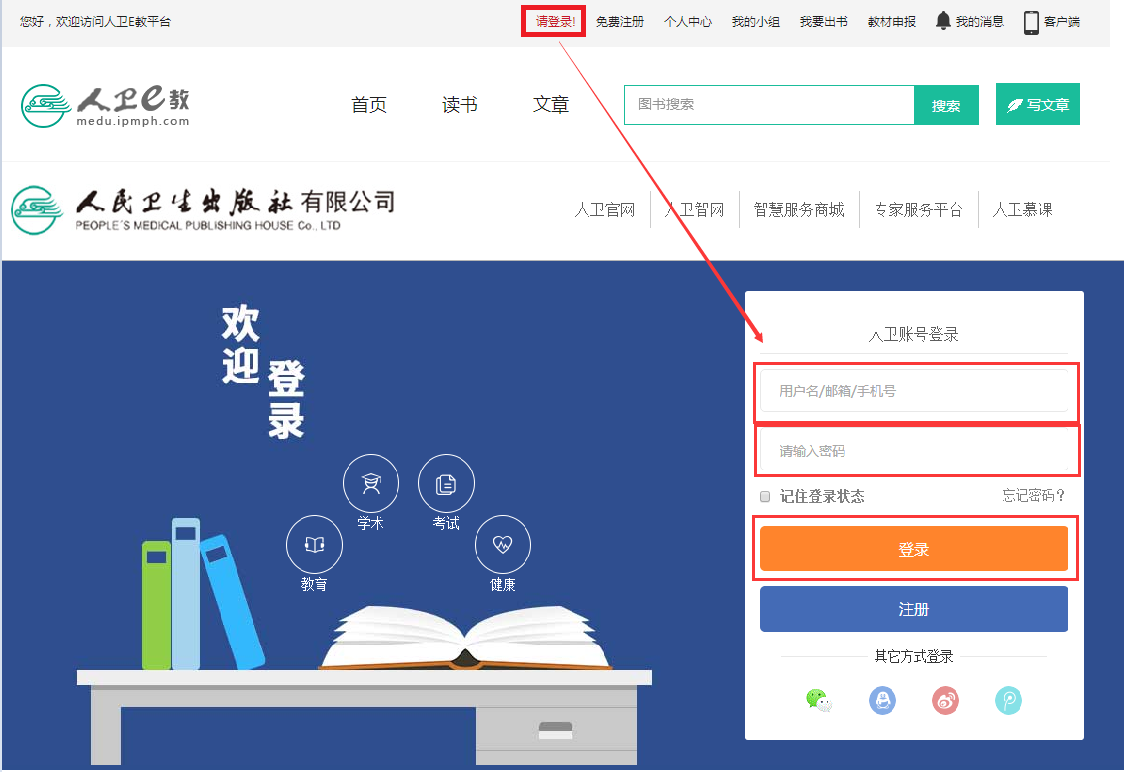 您好，欢迎访问人卫E教平台
请登录! 免费注册 个人中心 我的小组 我要出书 教材申报 我的消息 客户端
人卫e教
medu.ipmph.com
首页 读书 文章 图书搜索 搜索 写文章
人民卫生出版社有限公司
PEOPLE'S MEDICAL PUBLISHING HOUSE Co., LTD
人卫官网 人卫智网 智慧服务商城 专家服务平台 人卫慕课
欢迎
登录
学术 考试
教育 健康
人卫账号登录
用户名/邮箱/手机号
请输入密码
记住登录状态 忘记密码?
登录
注册
其它方式登录